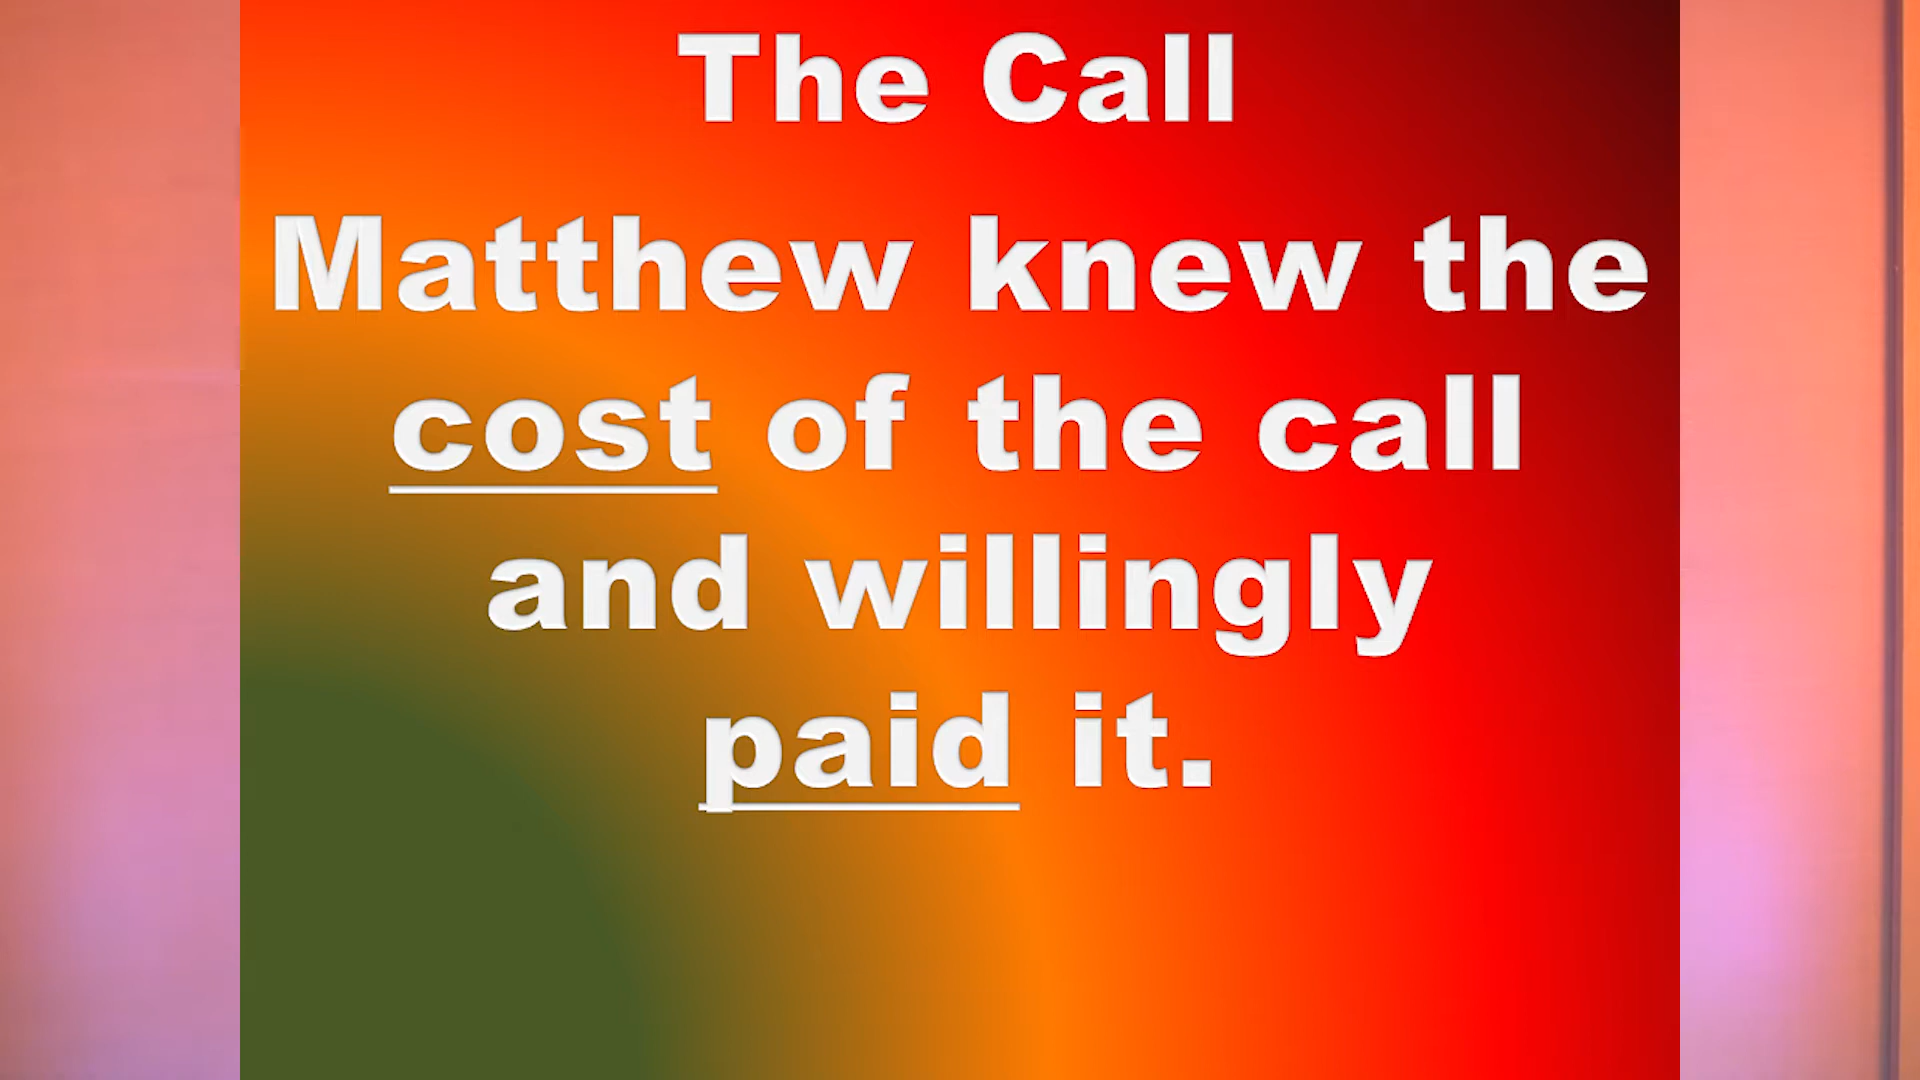 The Call
Matthew knew the
cost of the call
and willingly
paid it.